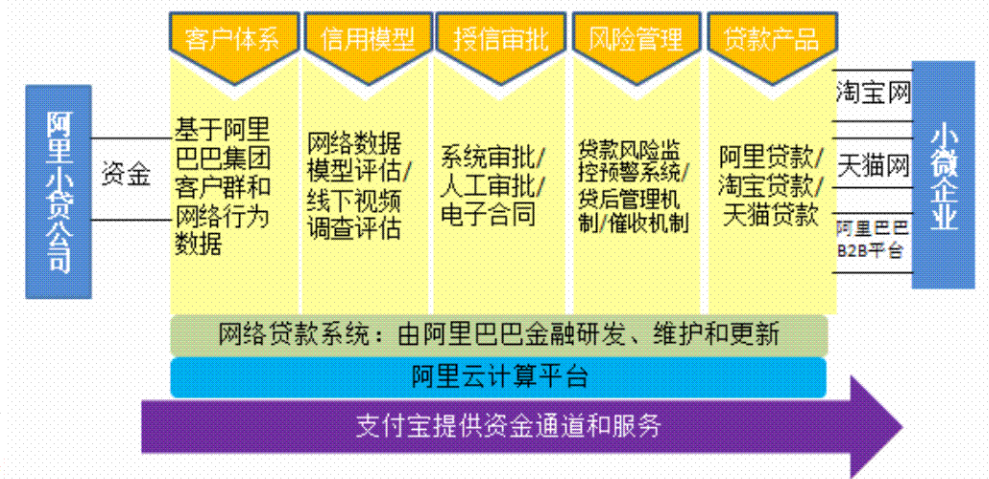 客户体系
信用模型
授信审批
风险管理
贷款产品
阿里小贷公司
资金
基于阿里
巴巴集团
客户群和
网络行为
数据
网络数据
模型评估/
线下视频
调查评估
系统审批/
人工审批/
电子合同
贷款风险监
控预警系统/
贷后管理机
制/催收机制
阿里贷款/
淘宝贷款/
天猫贷款
淘宝网
天猫网
阿里巴巴
B2B平台
小微企业
网络贷款系统：由阿里巴巴金融研发、维护和更新
阿里云计算平台
支付宝提供资金通道和服务